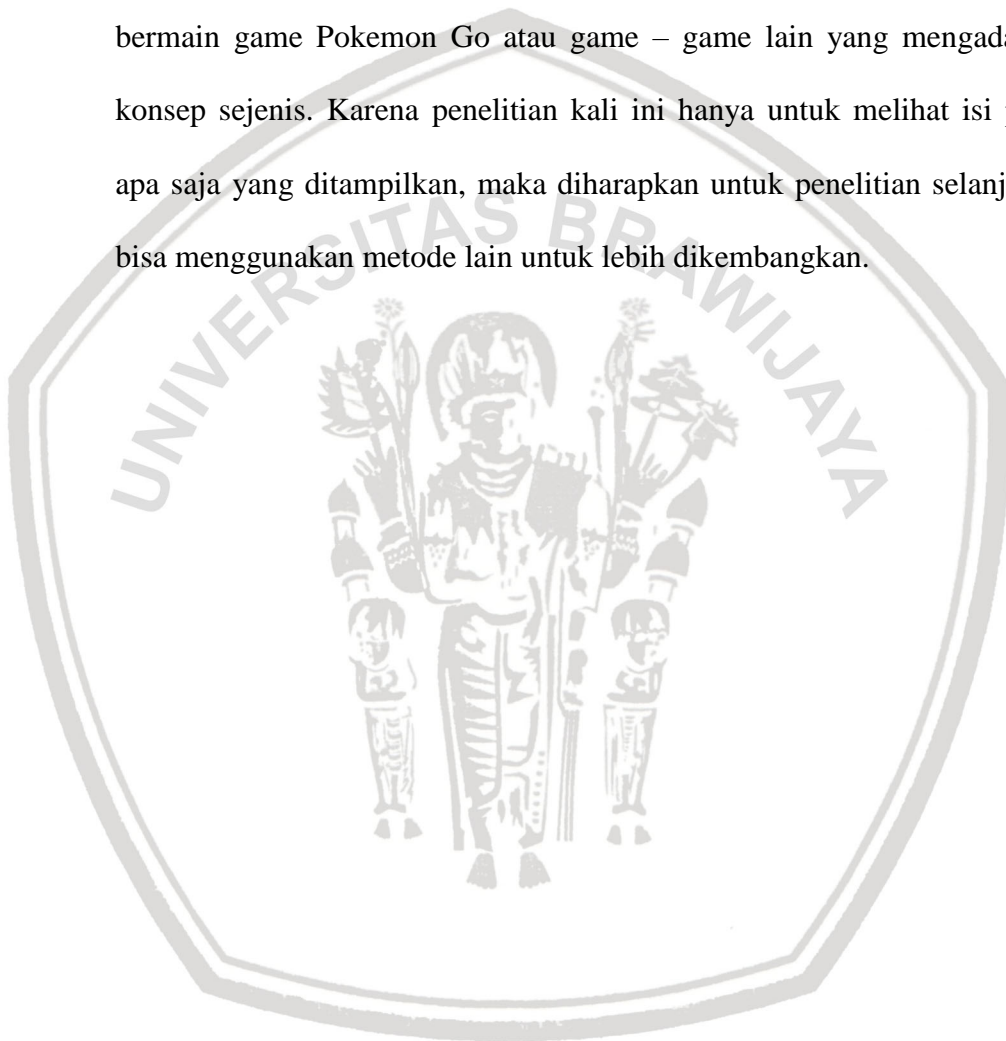 bermain game Pokemon Go atau game – game lain yang mengada
konsep sejenis. Karena penelitian kali ini hanya untuk melihat isi
apa saja yang ditampilkan, maka diharapkan untuk penelitian selanj
bisa menggunakan metode lain untuk lebih dikembangkan.
UNIVERSITAS BRAWIJAYA